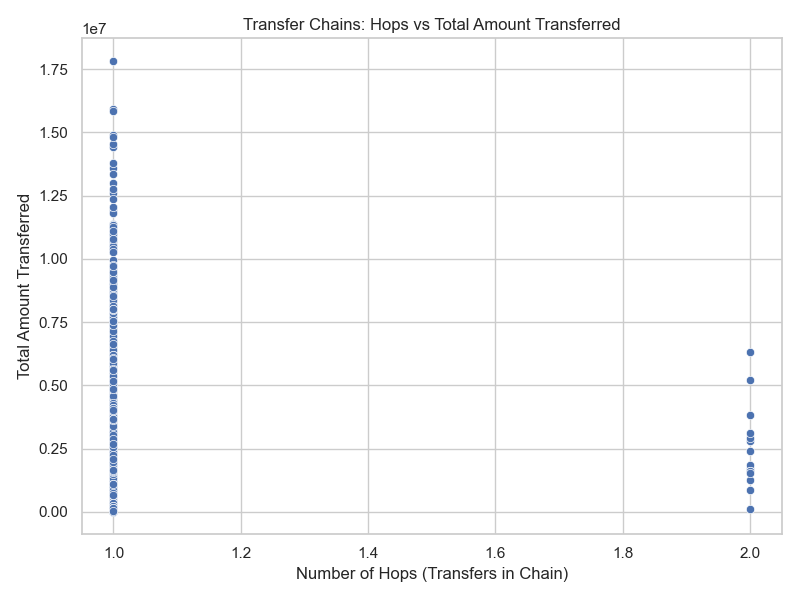 Transfer Chains: Hops vs Total Amount Transferred
1e7
1.75
1.50
1.25
1.00
0.75
0.50
0.25
0.00
Total Amount Transferred
1.0 1.2 1.4 1.6 1.8 2.0
Number of Hops (Transfers in Chain)